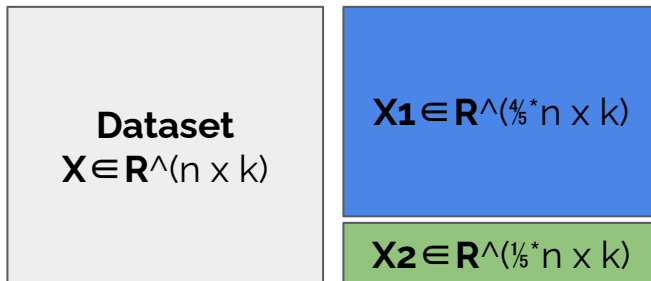 Dataset
X∈R^(n x k)
X1∈R^(⅘*n x k)
X2∈R^(⅕*n x k)